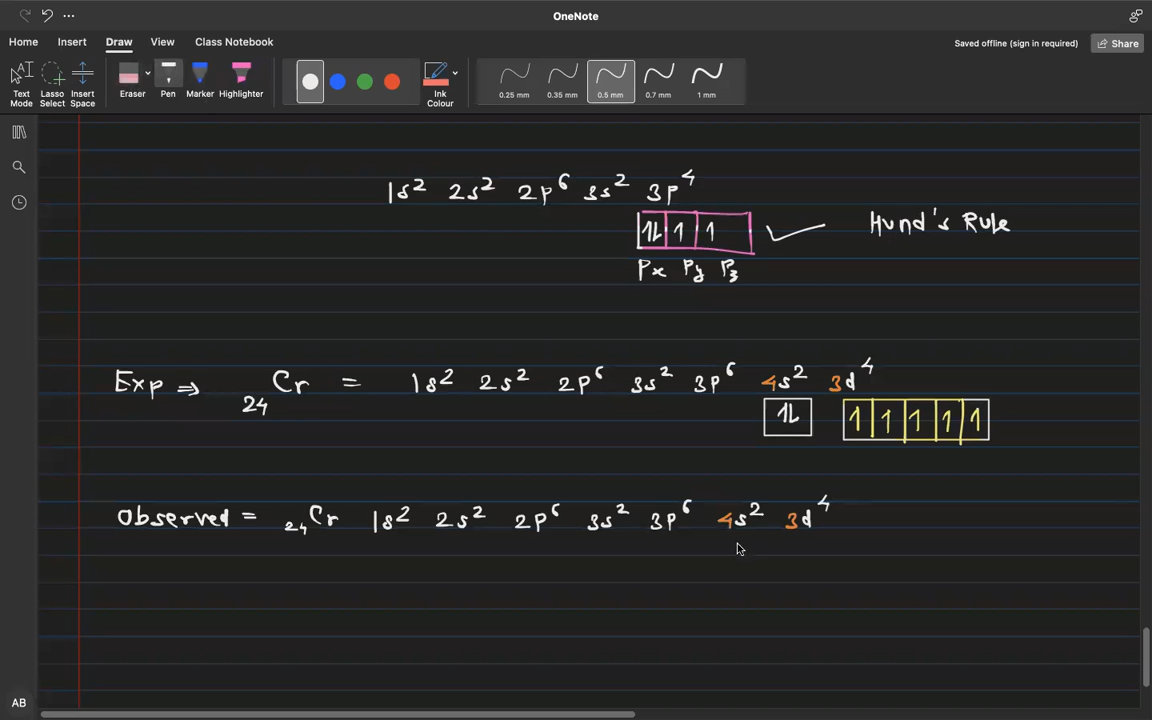 OneNote
Home Insert Draw View Class Notebook
Saved offline (sign in required) Share
Text Mode Lasso Select Insert Space Eraser Pen Marker Highlighter Ink Colour 0.25 mm 0.35 mm 0.5 mm 0.7 mm 1 mm
1s² 2s² 2p⁶ 3s² 3p⁴
1L 1 1 Hund's Rule
Px Py Pz
Exp ⇒ ₂₄Cr = 1s² 2s² 2p⁶ 3s² 3p⁶ 4s² 3d⁴
1L 1 1 1 1 1
Observed = ₂₄Cr 1s² 2s² 2p⁶ 3s² 3p⁶ 4s² 3d⁴
AB